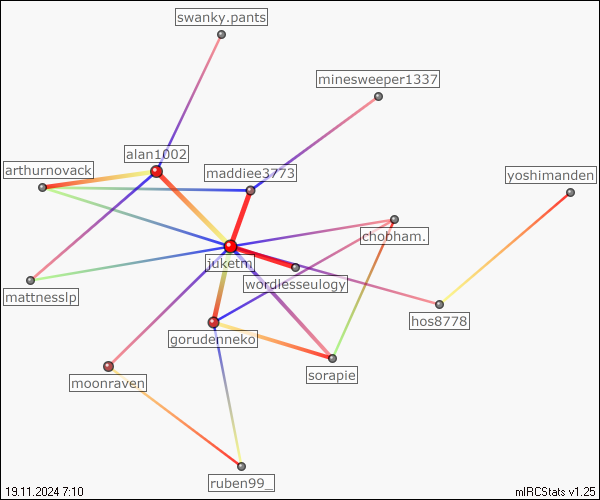 swanky.pants
minesweeper1337
alan1002
arthurnovack
maddiee3773
yoshimanden
chobham.
juketm
wordlesseulogy
mattnesslp
hos8778
gorudenneko
sorapie
moonraven
ruben99_
19.11.2024 7:10
mIRCStats v1.25